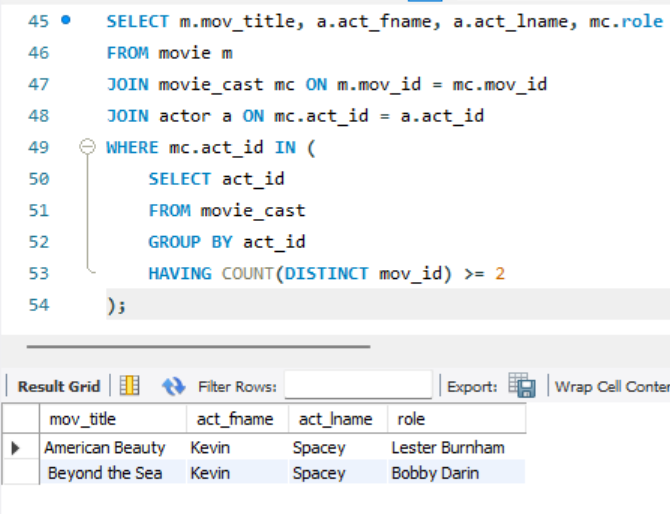 45 SELECT m.mov_title, a.act_fname, a.act_lname, mc.role
46 FROM movie m
47 JOIN movie_cast mc ON m.mov_id = mc.mov_id
48 JOIN actor a ON mc.act_id = a.act_id
49 WHERE mc.act_id IN (
50 SELECT act_id
51 FROM movie_cast
52 GROUP BY act_id
53 HAVING COUNT(DISTINCT mov_id) >= 2
54 );
Result Grid Filter Rows: Export: Wrap Cell Conter
mov_title act_fname act_lname role
American Beauty Kevin Spacey Lester Burnham
Beyond the Sea Kevin Spacey Bobby Darin